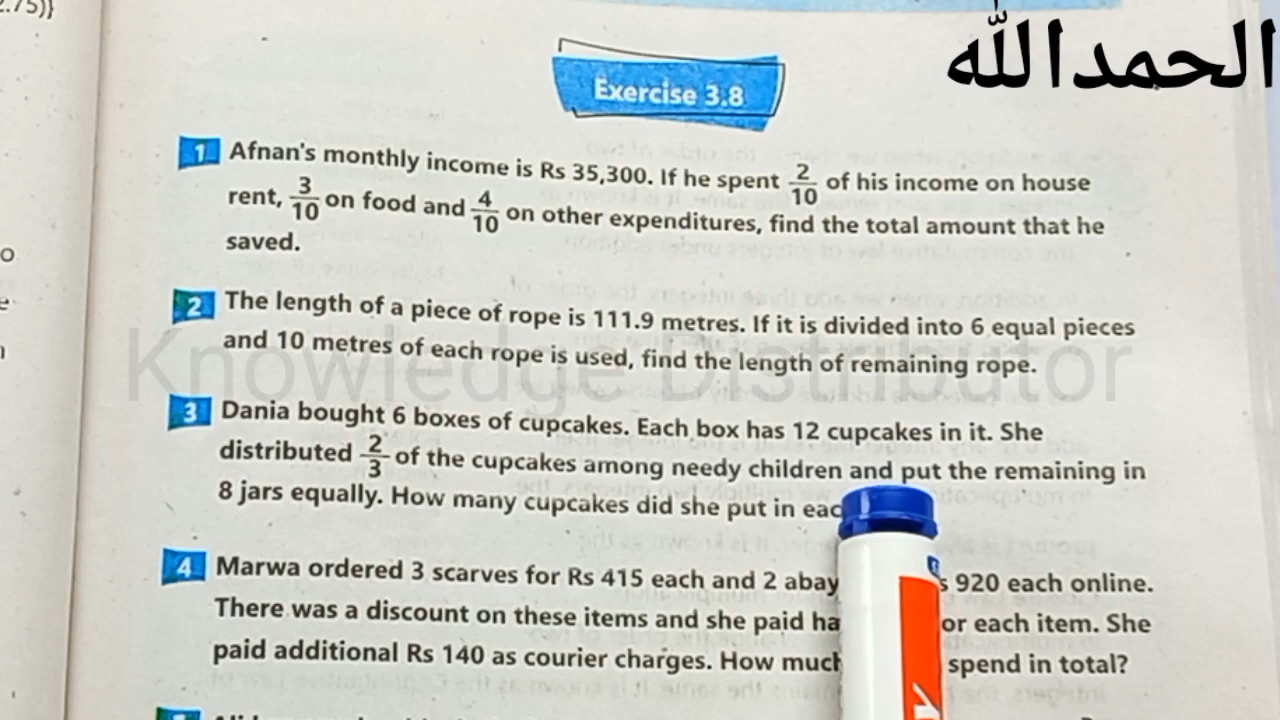 2.75)}
الحمدالله
Exercise 3.8
1 Afnan's monthly income is Rs 35,300. If he spent 2/10 of his income on house
rent, 3/10 on food and 4/10 on other expenditures, find the total amount that he
saved.
2 The length of a piece of rope is 111.9 metres. If it is divided into 6 equal pieces
and 10 metres of each rope is used, find the length of remaining rope.
Knowledge Distributor
3 Dania bought 6 boxes of cupcakes. Each box has 12 cupcakes in it. She
distributed 2/3 of the cupcakes among needy children and put the remaining in
8 jars equally. How many cupcakes did she put in eac
4 Marwa ordered 3 scarves for Rs 415 each and 2 abay s 920 each online.
There was a discount on these items and she paid ha or each item. She
paid additional Rs 140 as courier charges. How much spend in total?